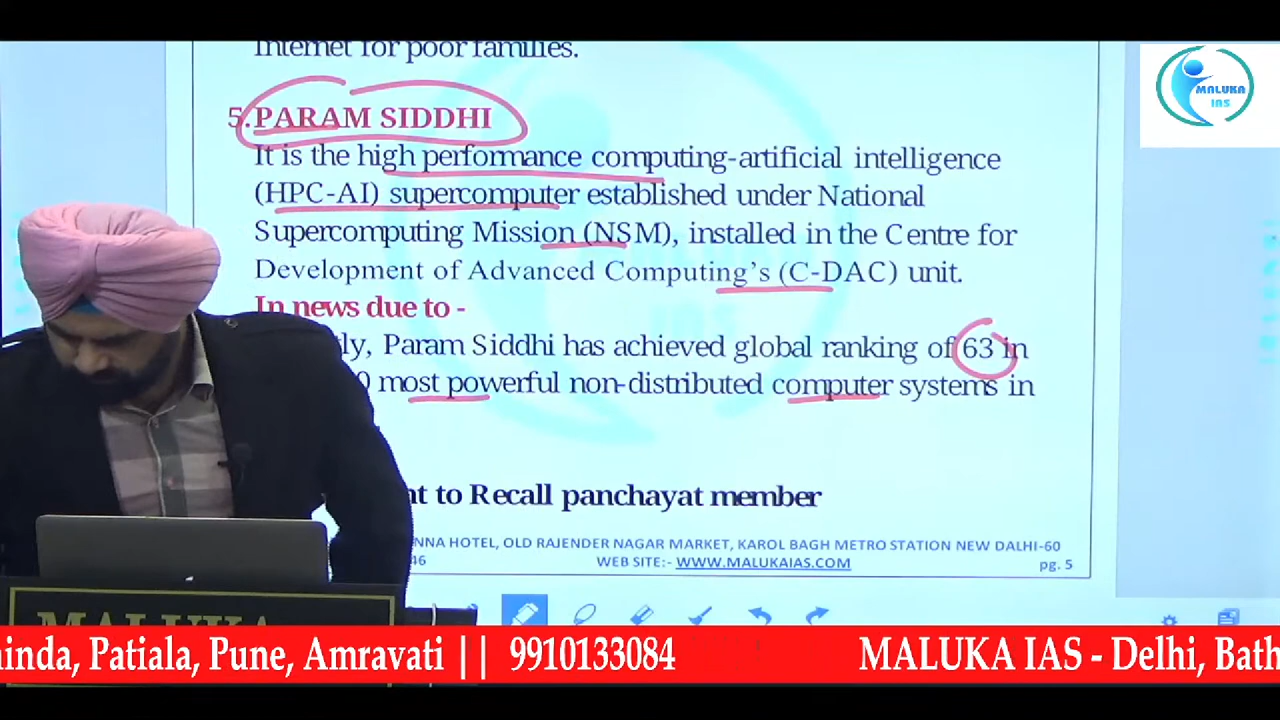 Internet for poor families.
MALUKA
IAS
5. PARAM SIDDHI
It is the high performance computing-artificial intelligence
(HPC-AI) supercomputer established under National
Supercomputing Mission (NSM), installed in the Centre for
Development of Advanced Computing's (C-DAC) unit.
In news due to -
Param Siddhi has achieved global ranking of 63 in
most powerful non-distributed computer systems in
to Recall panchayat member
HOTEL, OLD RAJENDER NAGAR MARKET, KAROL BAGH METRO STATION NEW DELHI-60
46 WEB SITE:- WWW.MALUKAIAS.COM pg. 5
MALUKA
inda, Patiala, Pune, Amravati || 9910133084 MALUKA IAS - Delhi, Bath